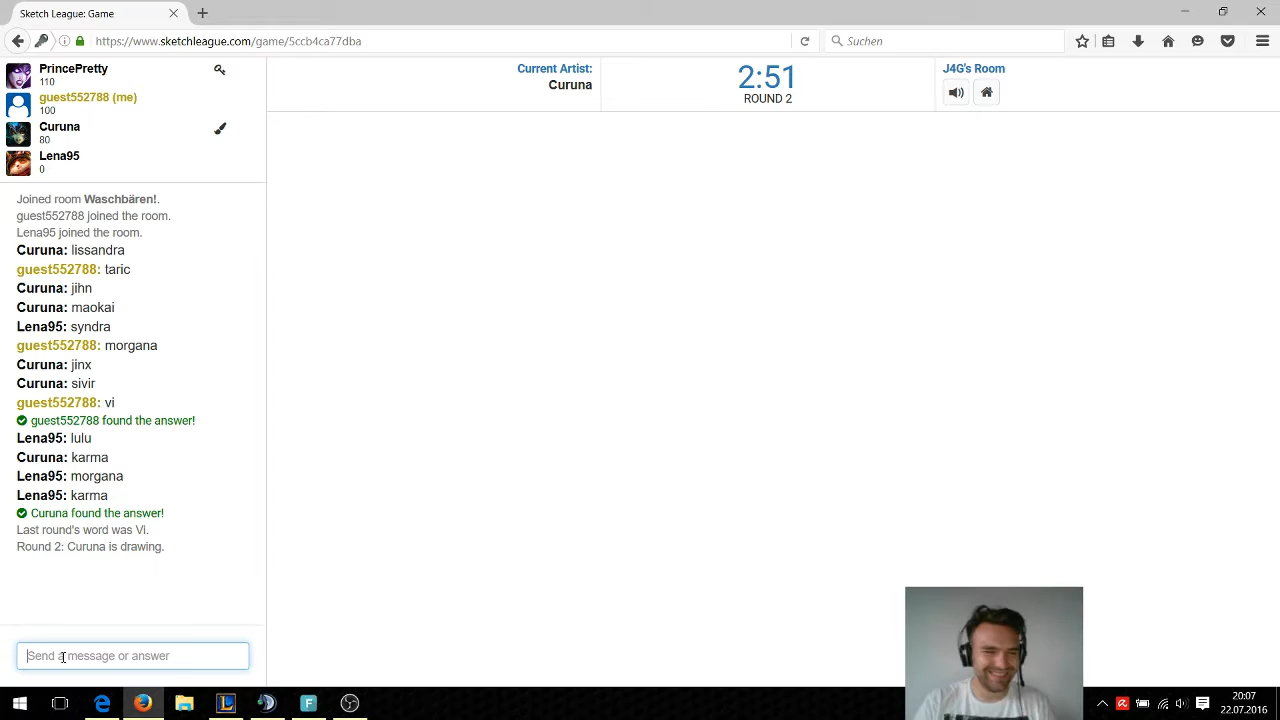 Sketch League: Game
https://www.sketchleague.com/game/5ccb4ca77dba
Suchen
PrincePretty
110
guest552788 (me)
100
Curuna
80
Lena95
0
Current Artist:
Curuna
2:51
ROUND 2
J4G's Room
Joined room Waschbären!.
guest552788 joined the room.
Lena95 joined the room.
Curuna: lissandra
guest552788: taric
Curuna: jihn
Curuna: maokai
Lena95: syndra
guest552788: morgana
Curuna: jinx
Curuna: sivir
guest552788: vi
guest552788 found the answer!
Lena95: lulu
Curuna: karma
Lena95: morgana
Lena95: karma
Curuna found the answer!
Last round's word was Vi.
Round 2: Curuna is drawing.
Send a message or answer
20:07
22.07.2016